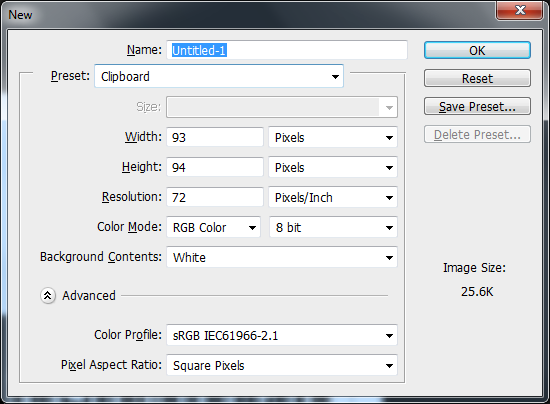 New
Name: Untitled-1
OK
Preset: Clipboard
Reset
Size:
Save Preset...
Width: 93 Pixels
Delete Preset...
Height: 94 Pixels
Resolution: 72 Pixels/Inch
Color Mode: RGB Color 8 bit
Background Contents: White
Image Size:
25.6K
Advanced
Color Profile: sRGB IEC61966-2.1
Pixel Aspect Ratio: Square Pixels